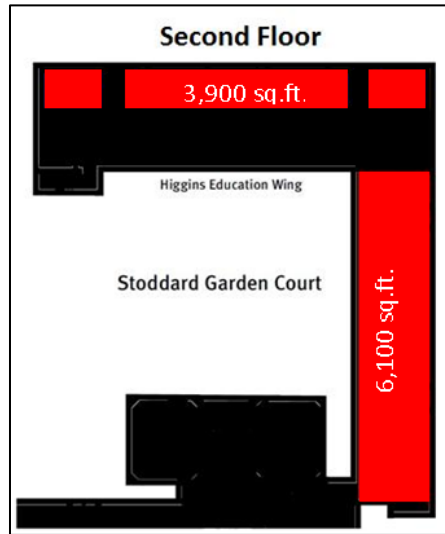 Second Floor
3,900 sq.ft.
Higgins Education Wing
Stoddard Garden Court
6,100 sq.ft.